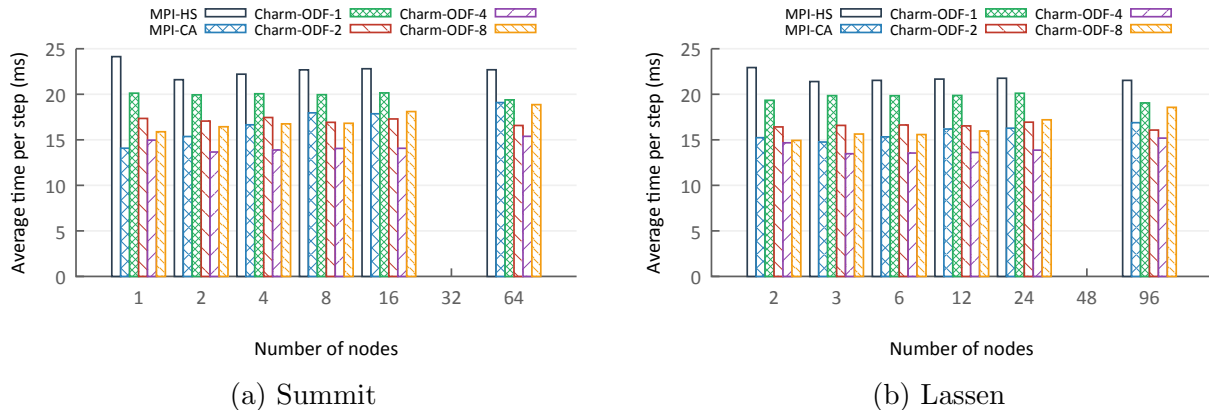 MPI-HS Charm-ODF-1 Charm-ODF-4
MPI-CA Charm-ODF-2 Charm-ODF-8
Average time per step (ms)
25
20
15
10
5
0
1 2 4 8 16 32 64
Number of nodes
(a) Summit
MPI-HS Charm-ODF-1 Charm-ODF-4
MPI-CA Charm-ODF-2 Charm-ODF-8
Average time per step (ms)
25
20
15
10
5
0
2 3 6 12 24 48 96
Number of nodes
(b) Lassen